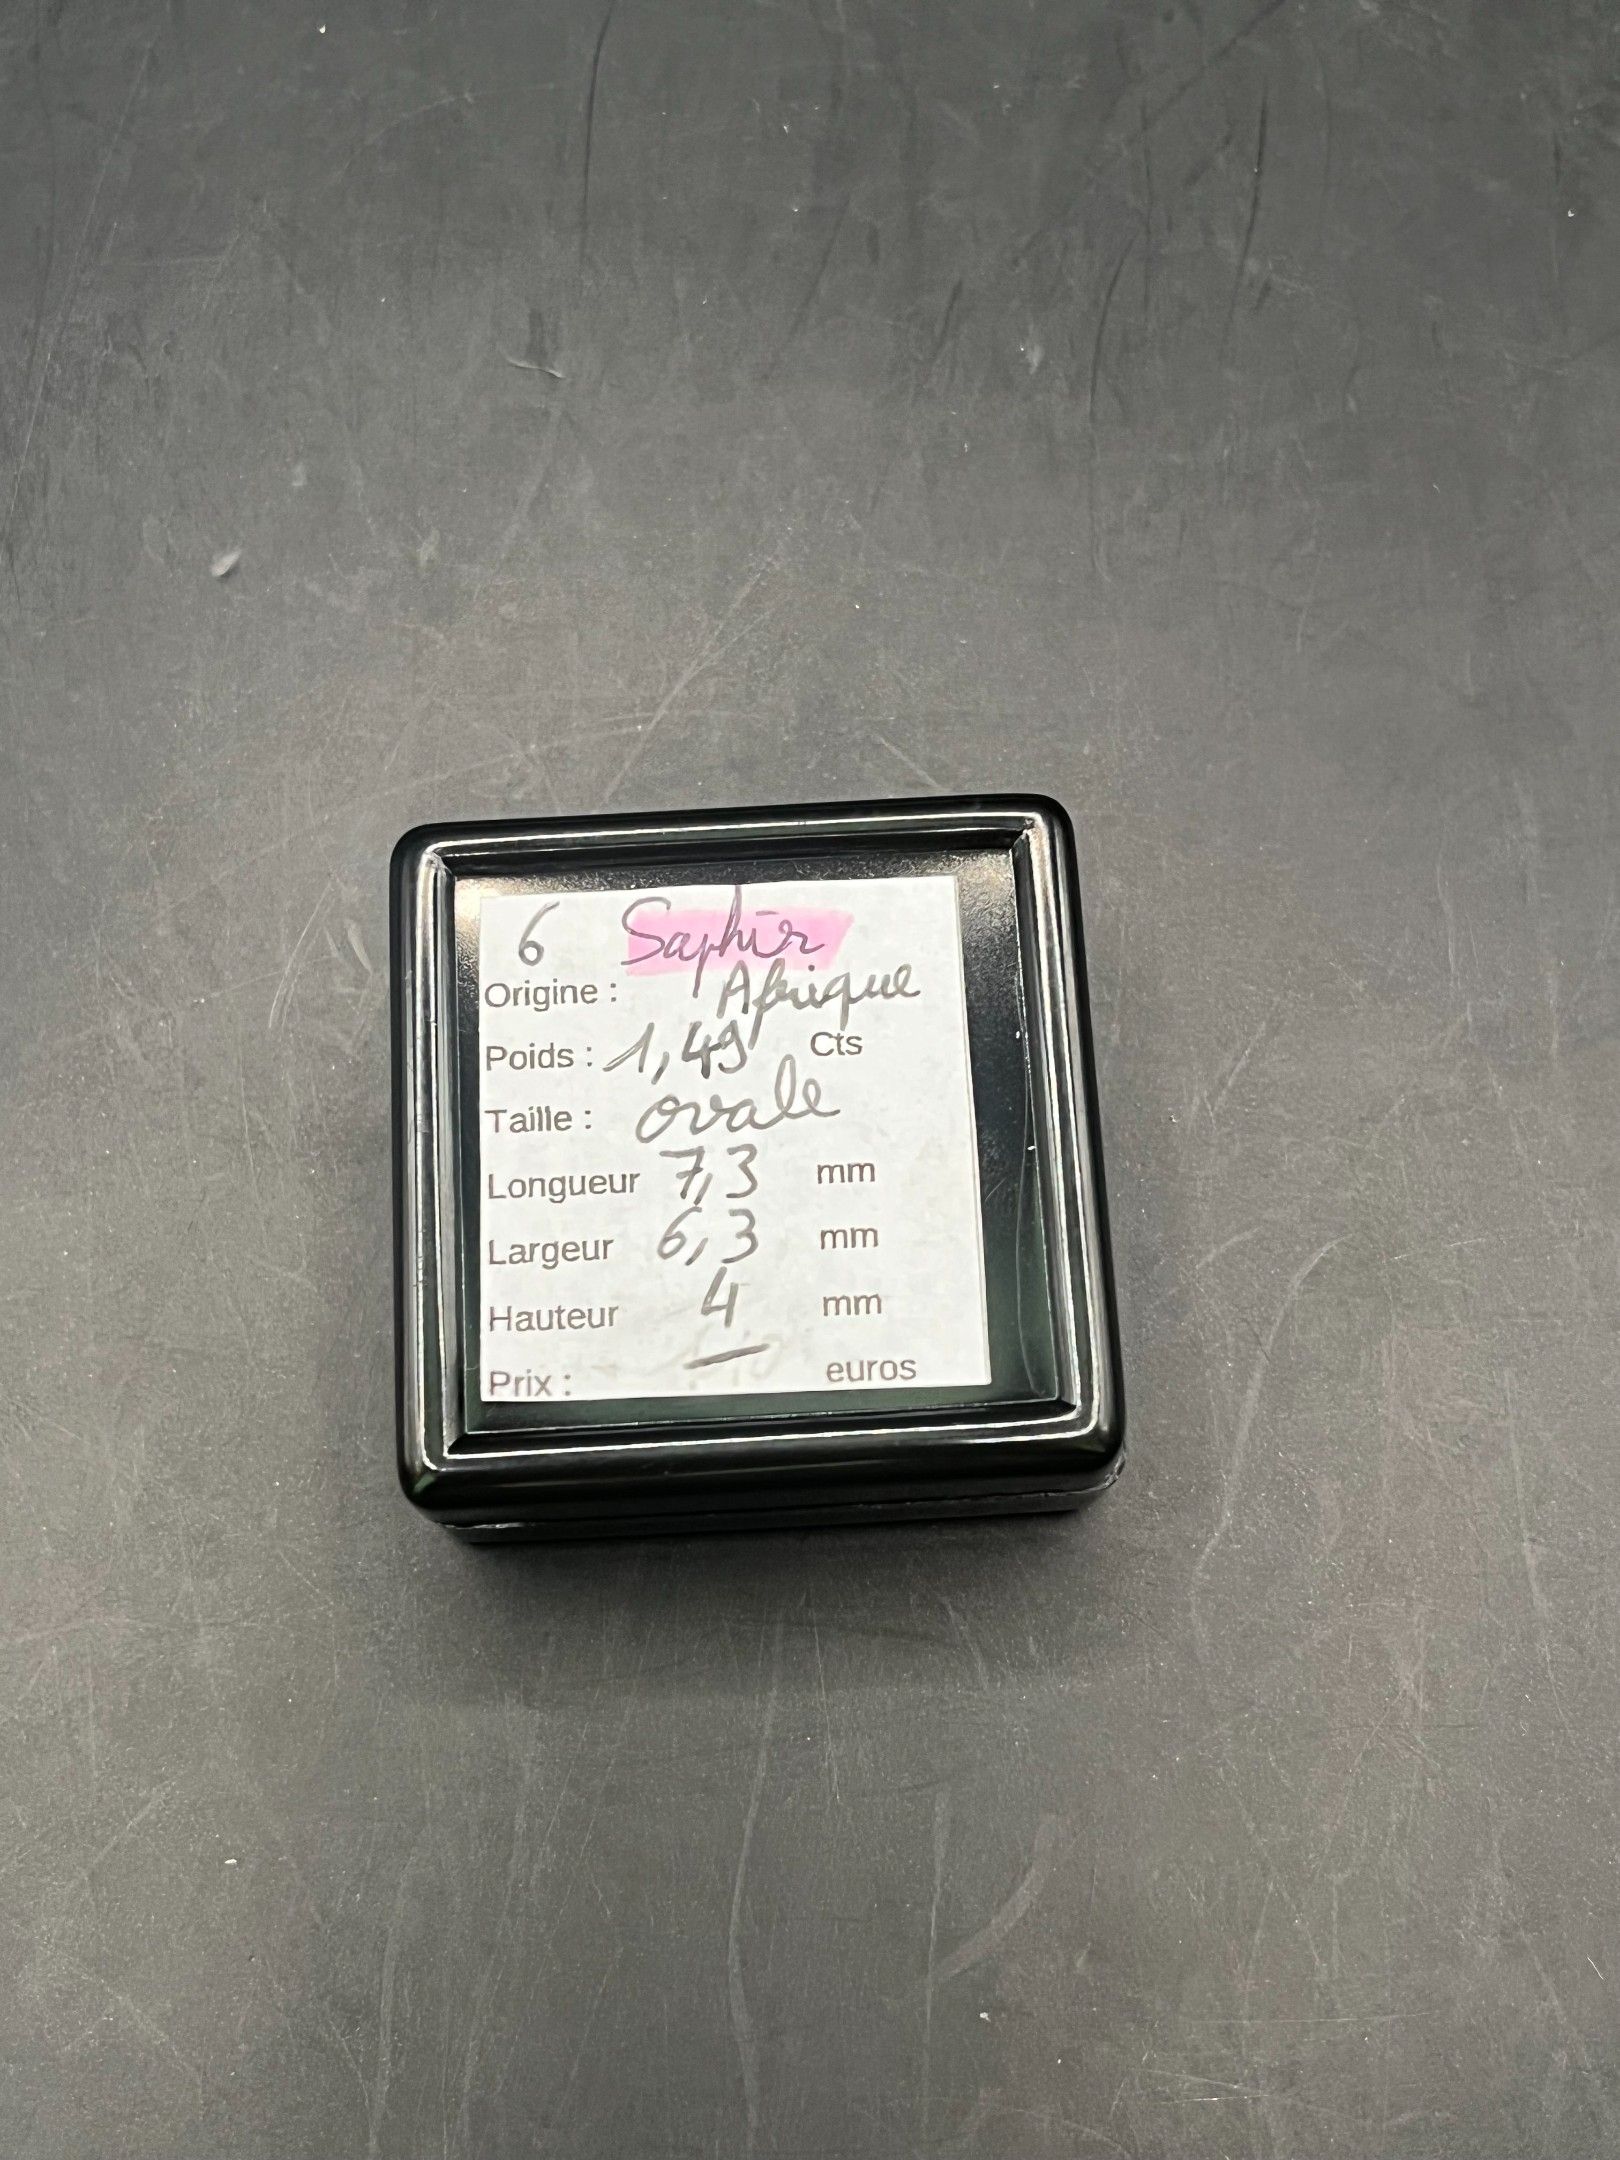 6 Saphir
Origine : Afrique
Poids : 1,49 Cts
Taille : ovale
Longueur 7,3 mm
Largeur 6,3 mm
Hauteur 4 mm
Prix : — euros